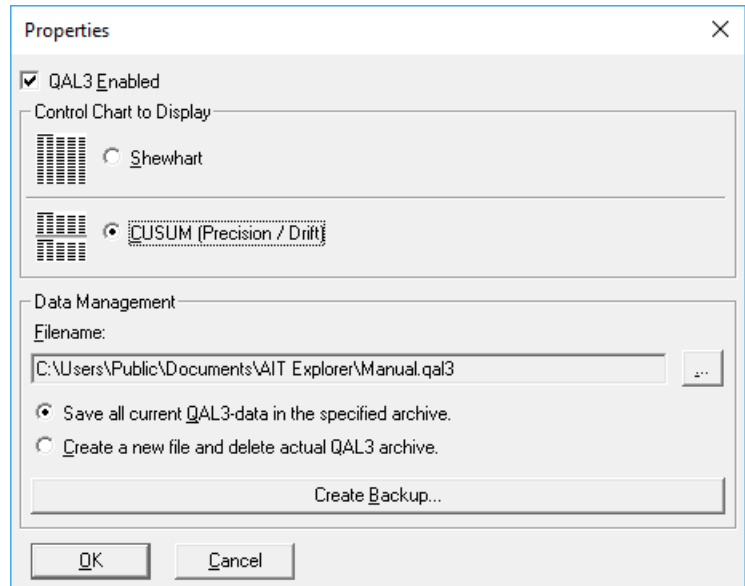 Properties
QAL3 Enabled
Control Chart to Display
Shewhart
CUSUM (Precision / Drift)
Data Management
Filename:
C:\Users\Public\Documents\AIT Explorer\Manual.qal3
...
Save all current QAL3-data in the specified archive.
Create a new file and delete actual QAL3 archive.
Create Backup...
OK
Cancel